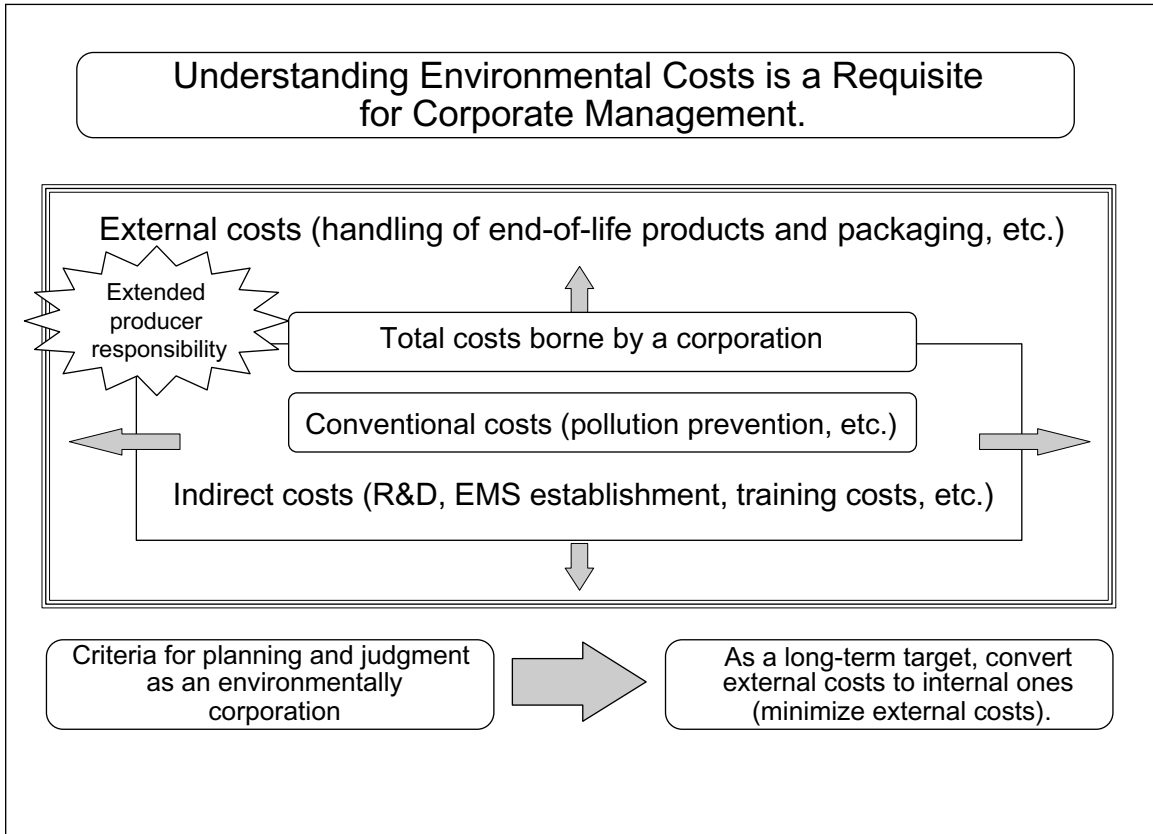 Understanding Environmental Costs is a Requisite
for Corporate Management.
External costs (handling of end-of-life products and packaging, etc.)
Extended
producer
responsibility
Total costs borne by a corporation
Conventional costs (pollution prevention, etc.)
Indirect costs (R&D, EMS establishment, training costs, etc.)
Criteria for planning and judgment
as an environmentally
corporation
As a long-term target, convert
external costs to internal ones
(minimize external costs).